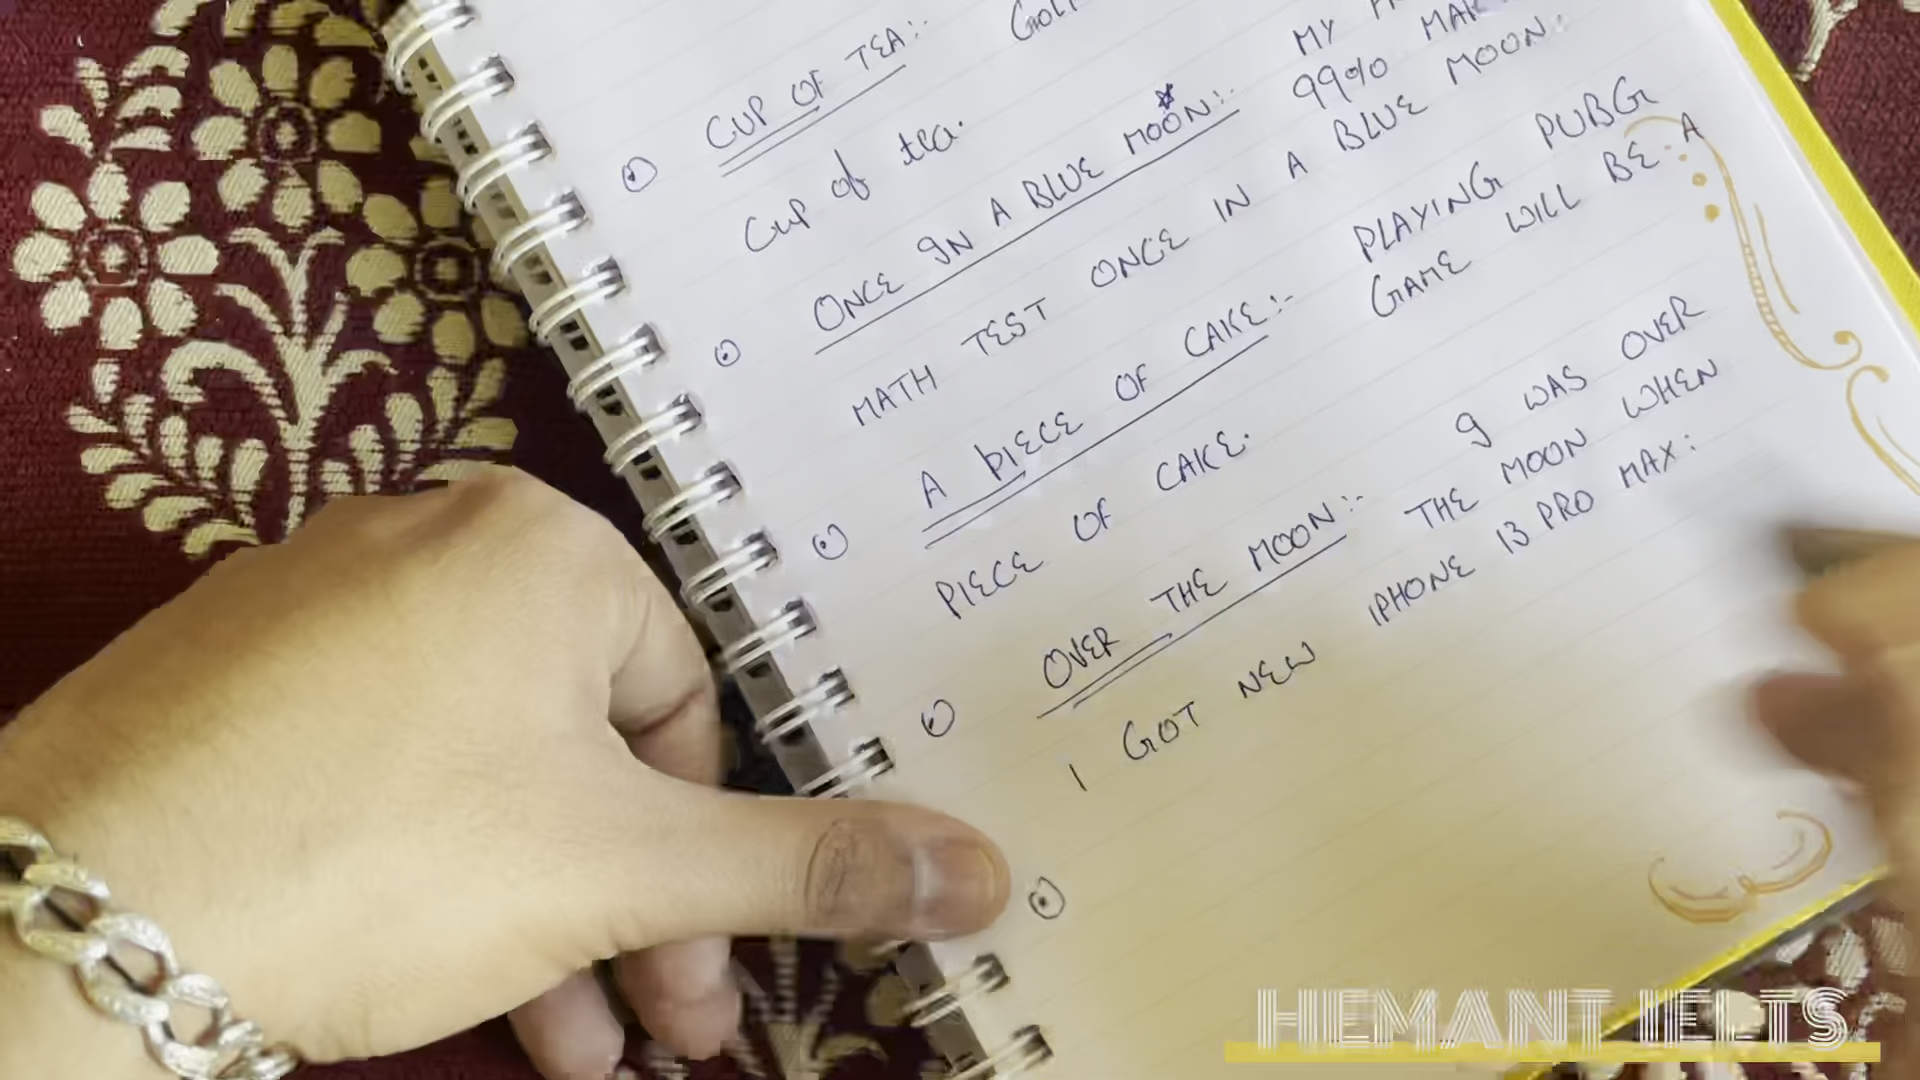 CUP OF TEA:-
Cup of tea.
MY
ONCE IN A BLUE MOON:- 99%
MATH TEST ONCE IN A BLUE MOON.
A PIECE OF CAKE:- PLAYING PUBG
GAME WILL BE A
PIECE OF CAKE.
OVER THE MOON:- I WAS OVER
THE MOON WHEN
I GOT NEW IPHONE 13 PRO MAX:
HEMANT IELTS